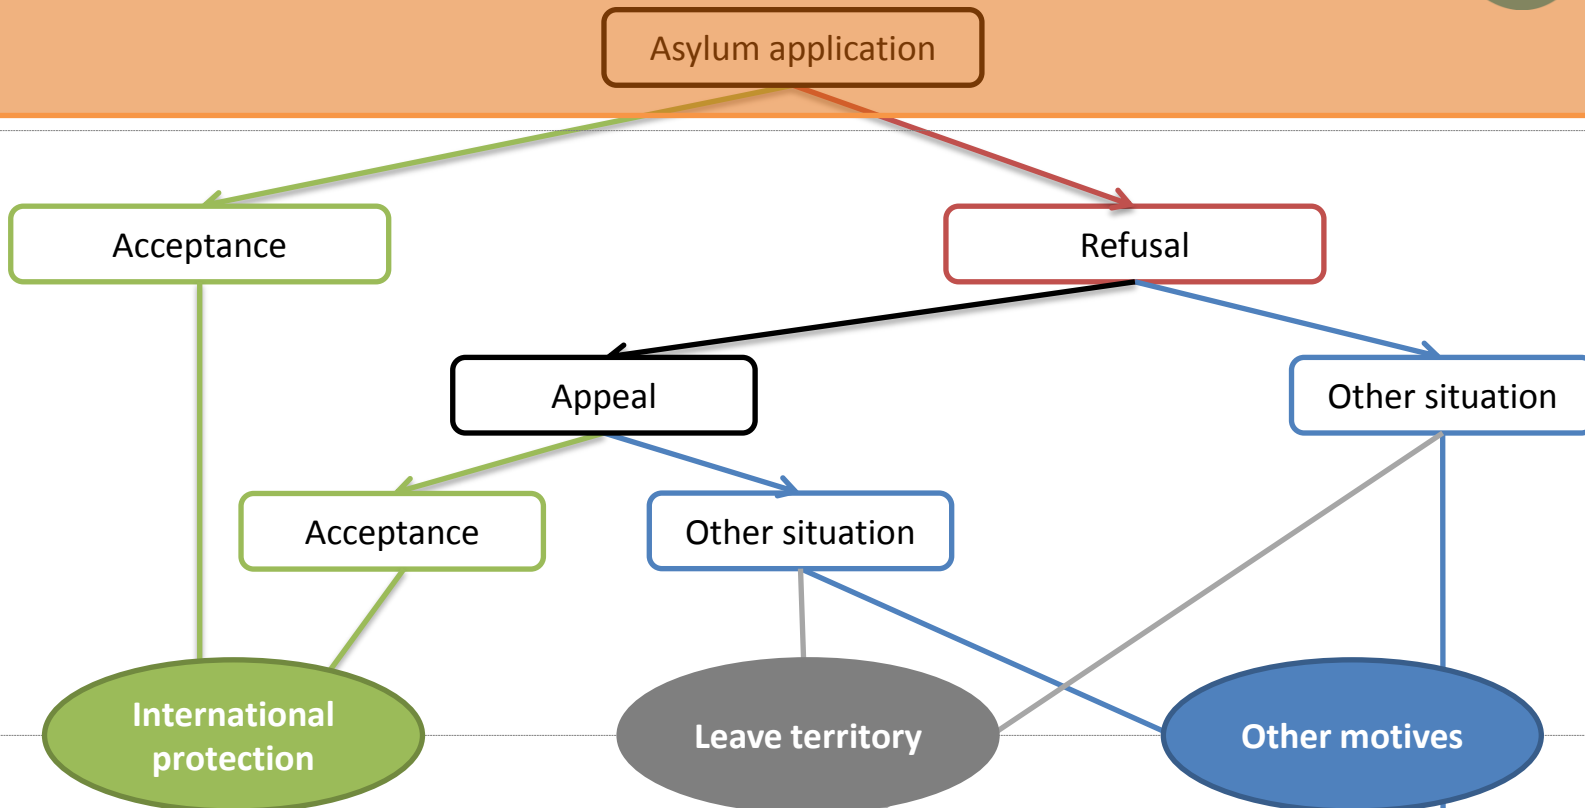 Asylum application
Acceptance
Refusal
Appeal
Other situation
Acceptance
Other situation
International
protection
Leave territory
Other motives